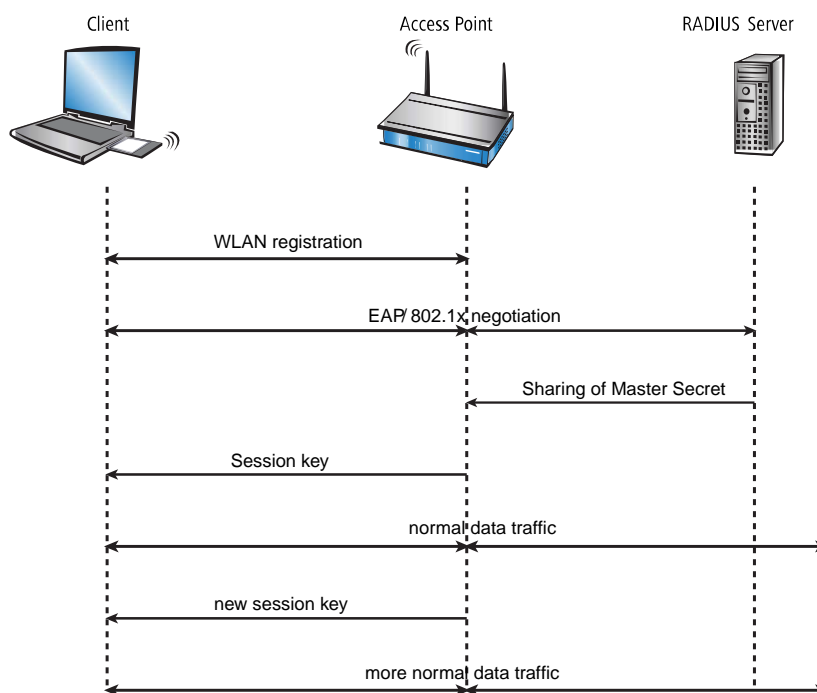 Client
Access Point
RADIUS Server
WLAN registration
EAP/ 802.1x negotiation
Sharing of Master Secret
Session key
normal data traffic
new session key
more normal data traffic